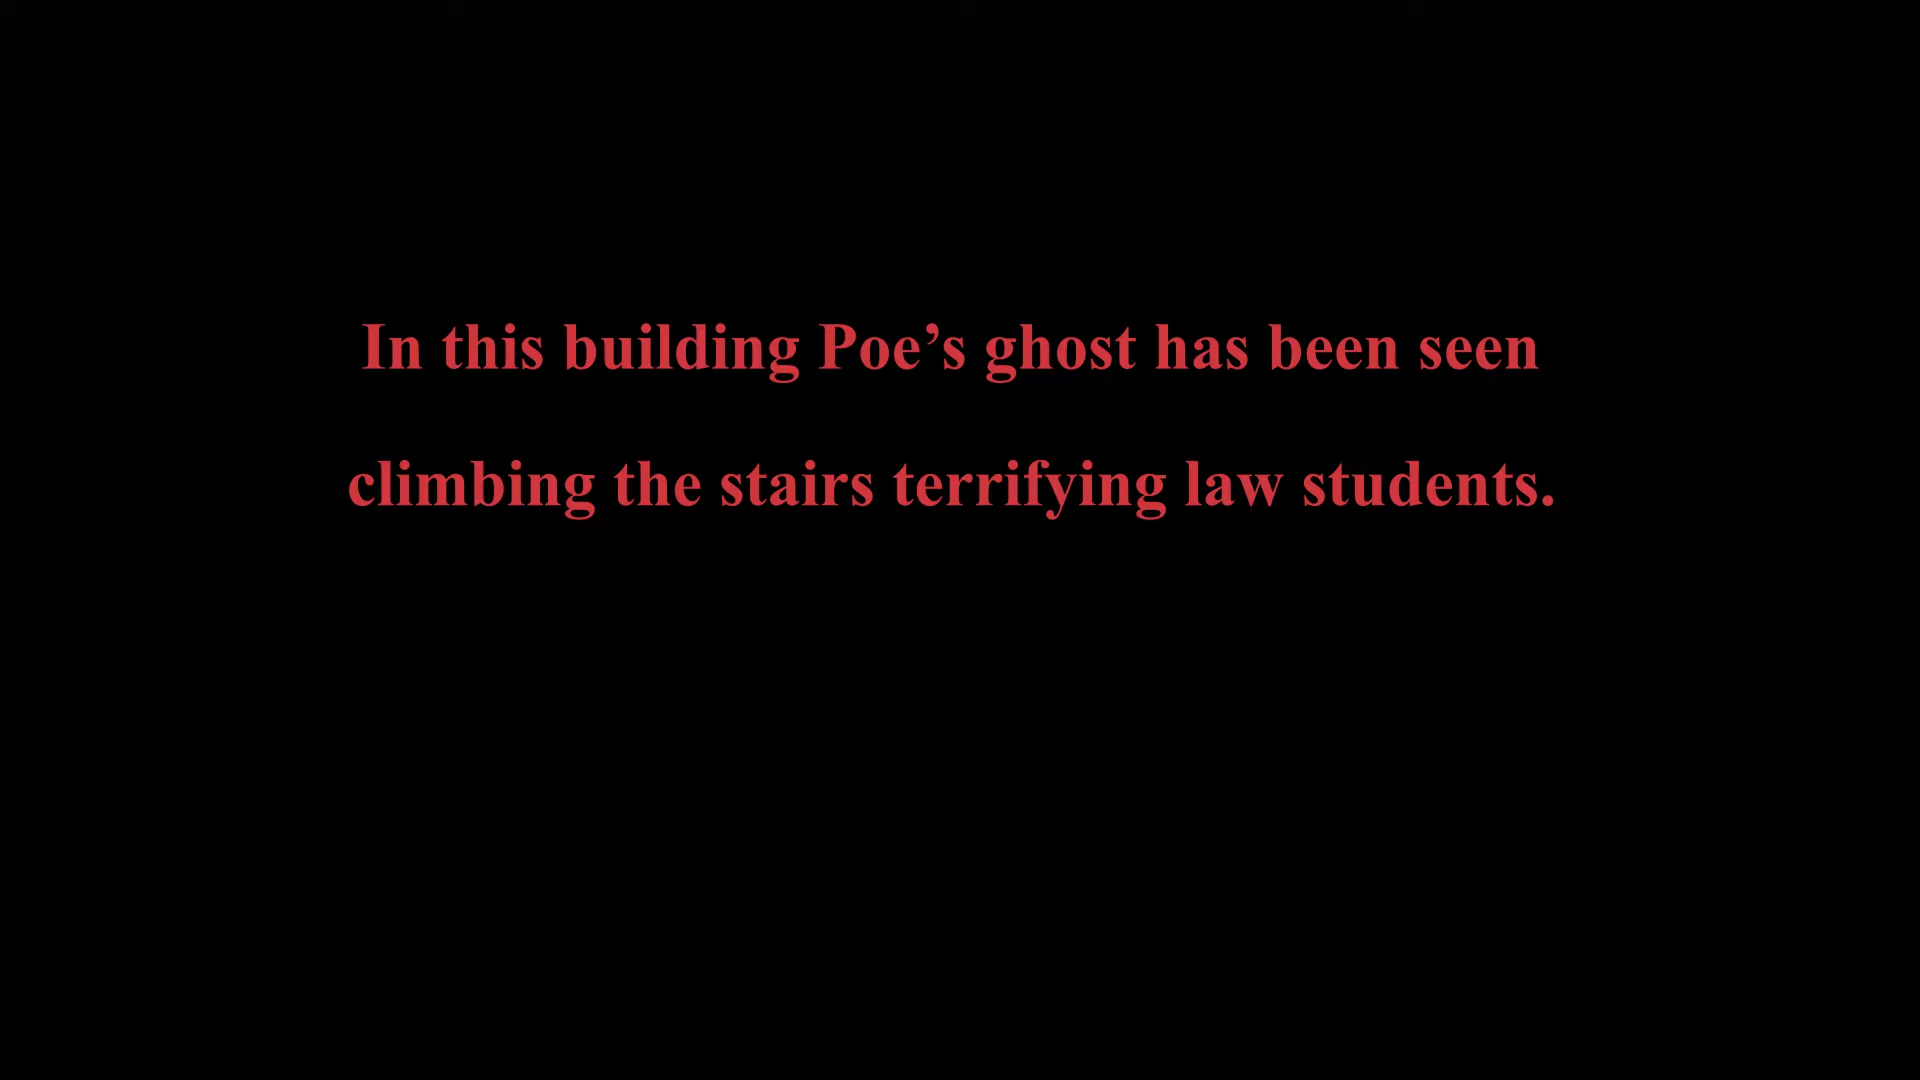 In this building Poe’s ghost has been seen
climbing the stairs terrifying law students.